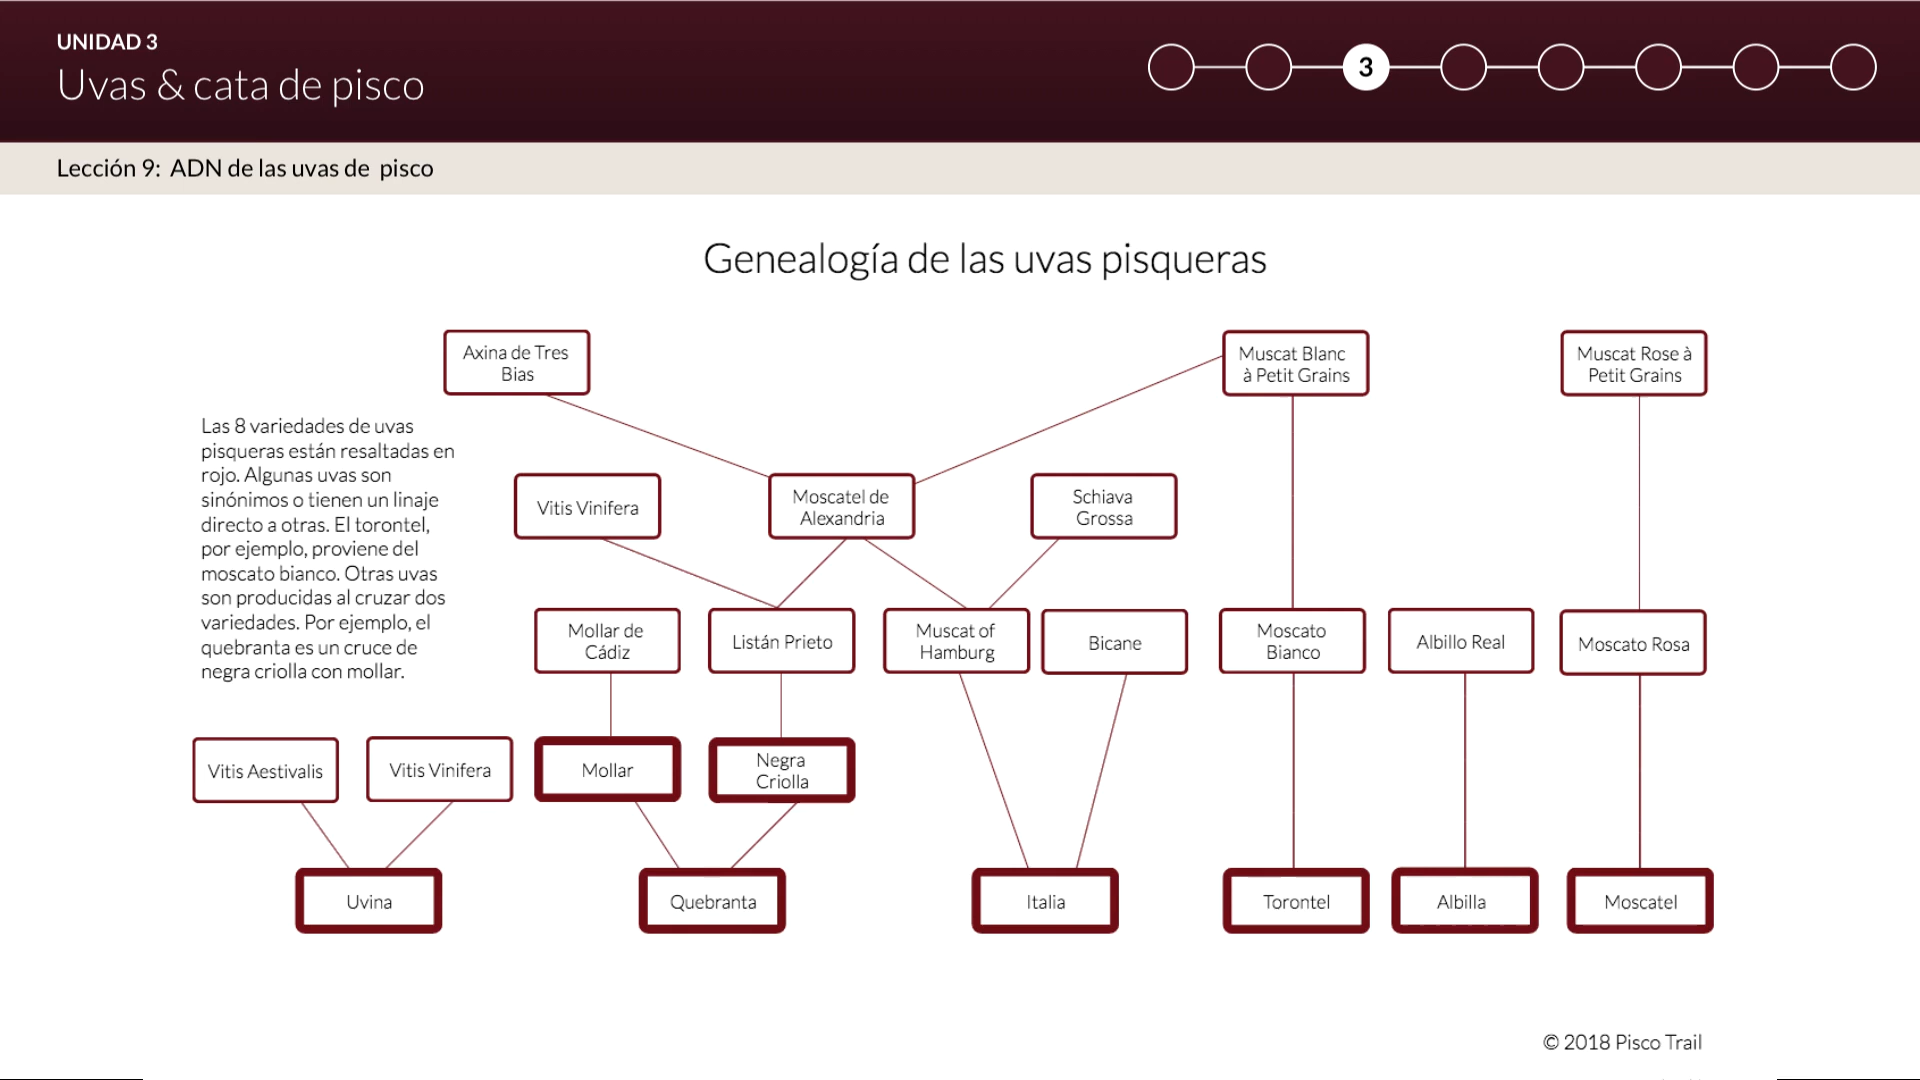 UNIDAD 3
Uvas & cata de pisco
3
Lección 9: ADN de las uvas de pisco
Genealogía de las uvas pisqueras
Axina de Tres
Bias
Muscat Blanc
à Petit Grains
Muscat Rose à
Petit Grains
Las 8 variedades de uvas
pisqueras están resaltadas en
rojo. Algunas uvas son
sinónimos o tienen un linaje
directo a otras. El torontel,
por ejemplo, proviene del
moscato bianco. Otras uvas
son producidas al cruzar dos
variedades. Por ejemplo, el
quebranta es un cruce de
negra criolla con mollar.
Vitis Vinifera
Moscatel de
Alexandria
Schiava
Grossa
Mollar de
Cádiz
Listán Prieto
Muscat of
Hamburg
Bicane
Moscato
Bianco
Albillo Real
Moscato Rosa
Vitis Aestivalis
Vitis Vinifera
Mollar
Negra
Criolla
Uvina
Quebranta
Italia
Torontel
Albilla
Moscatel
© 2018 Pisco Trail